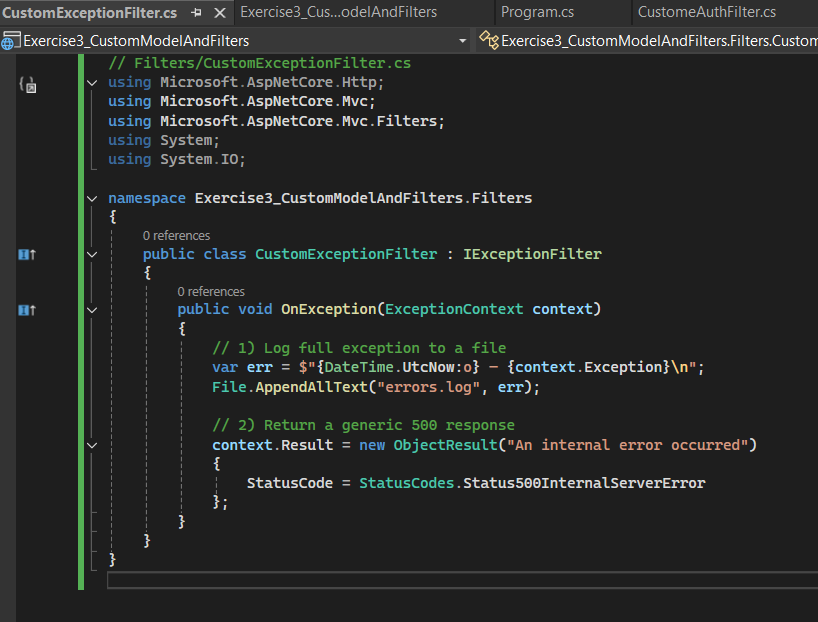 CustomExceptionFilter.cs
Exercise3_Cus...odelAndFilters
Program.cs
CustomeAuthFilter.cs
Exercise3_CustomModelAndFilters
Exercise3_CustomModelAndFilters.Filters.Custom
// Filters/CustomExceptionFilter.cs
using Microsoft.AspNetCore.Http;
using Microsoft.AspNetCore.Mvc;
using Microsoft.AspNetCore.Mvc.Filters;
using System;
using System.IO;
namespace Exercise3_CustomModelAndFilters.Filters
{
0 references
public class CustomExceptionFilter : IExceptionFilter
{
0 references
public void OnException(ExceptionContext context)
{
// 1) Log full exception to a file
var err = $"{DateTime.UtcNow:o} — {context.Exception}\n";
File.AppendAllText("errors.log", err);
// 2) Return a generic 500 response
context.Result = new ObjectResult("An internal error occurred")
{
StatusCode = StatusCodes.Status500InternalServerError
};
}
}
}